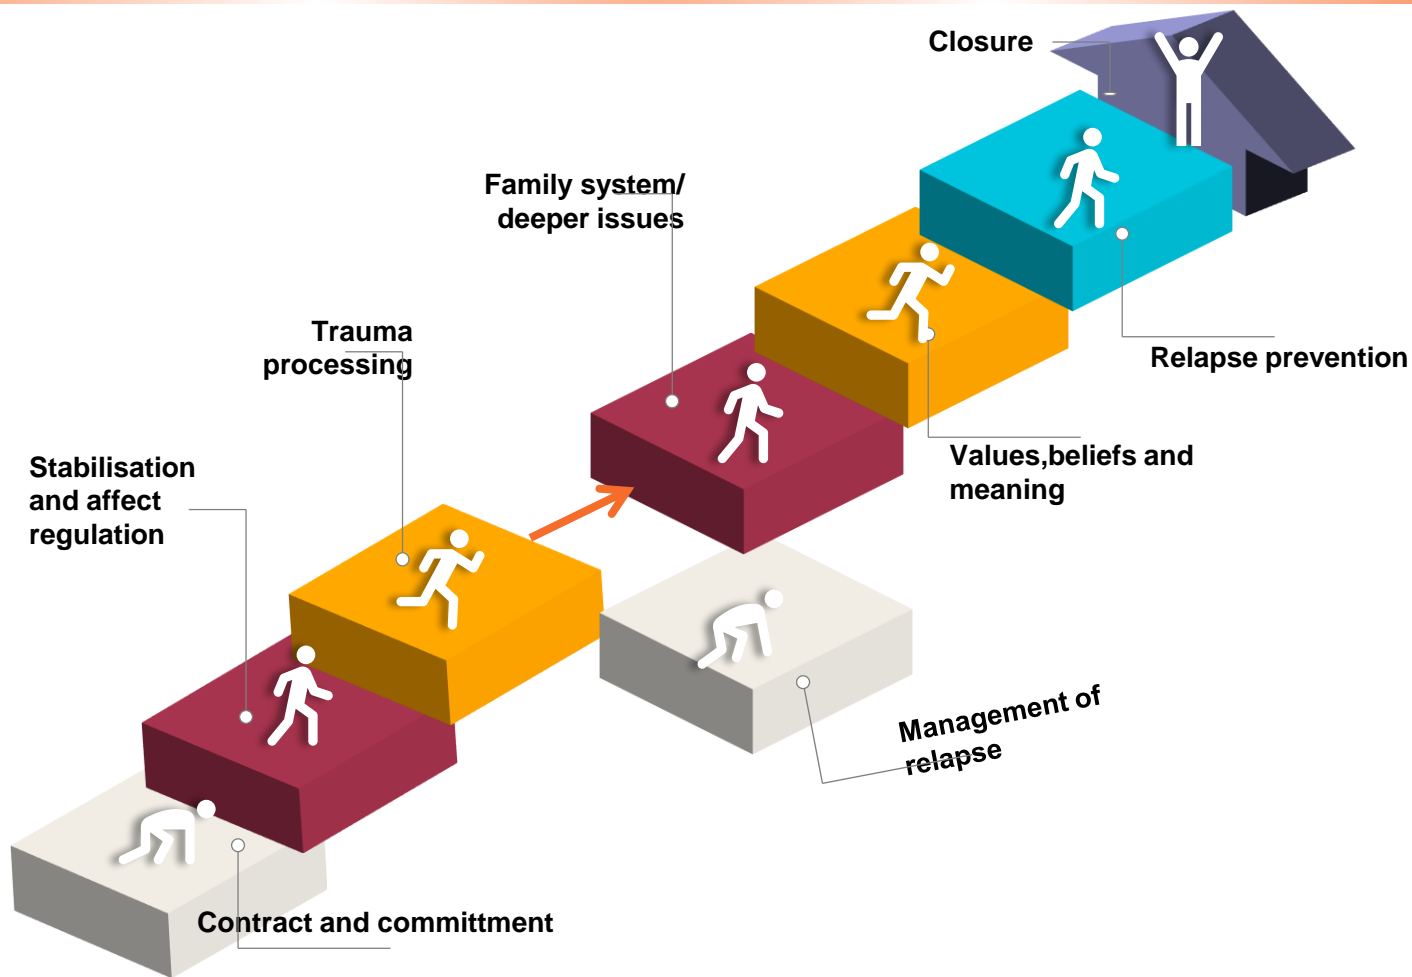 Closure
Family system/
deeper issues
Trauma
processing
Relapse prevention
Values,beliefs and
meaning
Stabilisation
and affect
regulation
Management of
relapse
Contract and committment